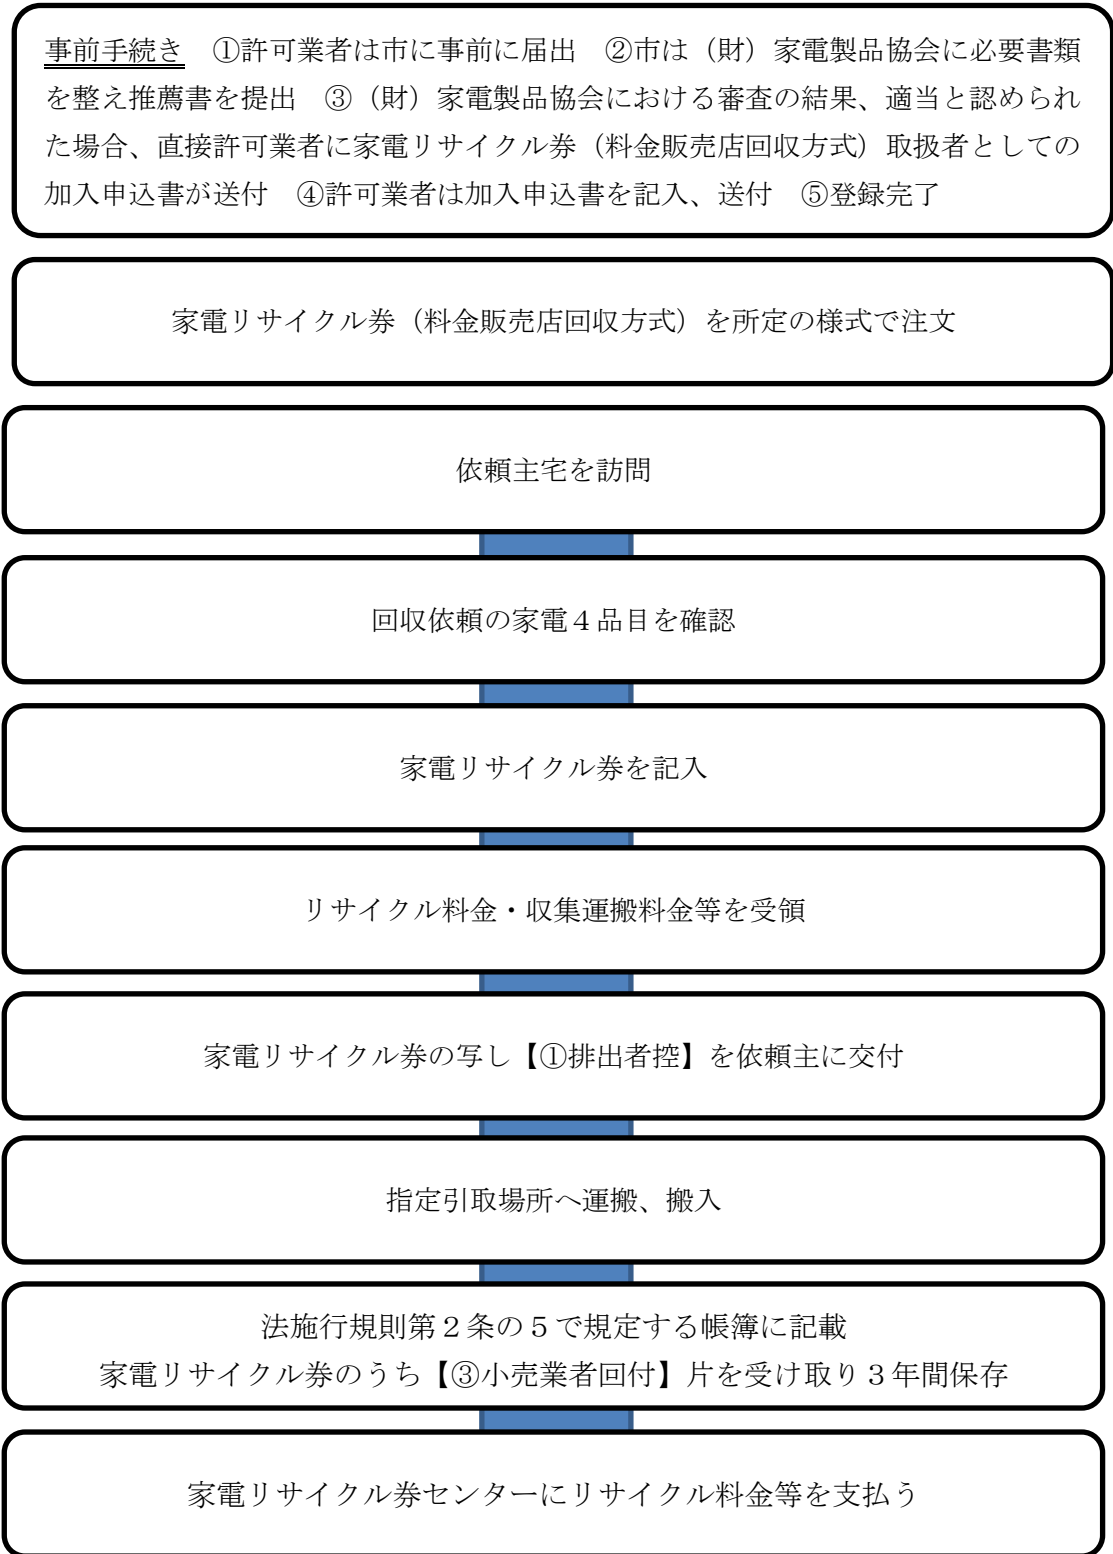 事前手続き　①許可業者は市に事前に届出　②市は（財）家電製品協会に必要書類
を整え推薦書を提出　③（財）家電製品協会における審査の結果、適当と認められ
た場合、直接許可業者に家電リサイクル券（料金販売店回収方式）取扱者としての
加入申込書が送付　④許可業者は加入申込書を記入、送付　⑤登録完了
家電リサイクル券（料金販売店回収方式）を所定の様式で注文
依頼主宅を訪問
回収依頼の家電４品目を確認
家電リサイクル券を記入
リサイクル料金・収集運搬料金等を受領
家電リサイクル券の写し【①排出者控】を依頼主に交付
指定引取場所へ運搬、搬入
法施行規則第２条の５で規定する帳簿に記載
家電リサイクル券のうち【③小売業者回付】片を受け取り３年間保存
家電リサイクル券センターにリサイクル料金等を支払う